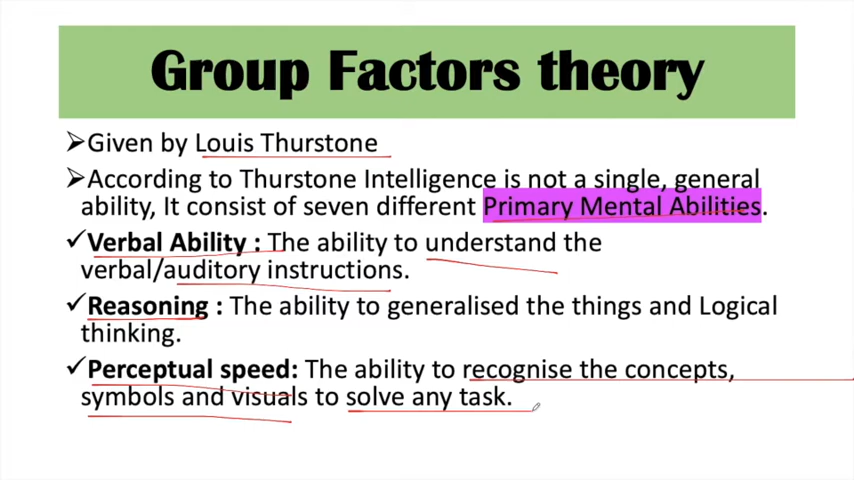 Group Factors theory
➢Given by Louis Thurstone
➢According to Thurstone Intelligence is not a single, general
ability, It consist of seven different Primary Mental Abilities.
✓Verbal Ability : The ability to understand the
verbal/auditory instructions.
✓Reasoning : The ability to generalised the things and Logical
thinking.
✓Perceptual speed: The ability to recognise the concepts,
symbols and visuals to solve any task.